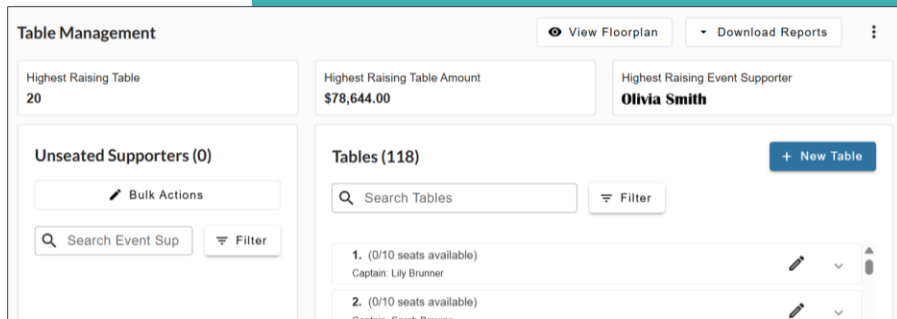 Table Management
View Floorplan
Download Reports
Highest Raising Table
20
Highest Raising Table Amount
$78,644.00
Highest Raising Event Supporter
Olivia Smith
Unseated Supporters (0)
Bulk Actions
Search Event Sup
Filter
Tables (118)
+ New Table
Search Tables
Filter
1. (0/10 seats available)
Captain: Lily Brunner
2. (0/10 seats available)
Captain: Sarah